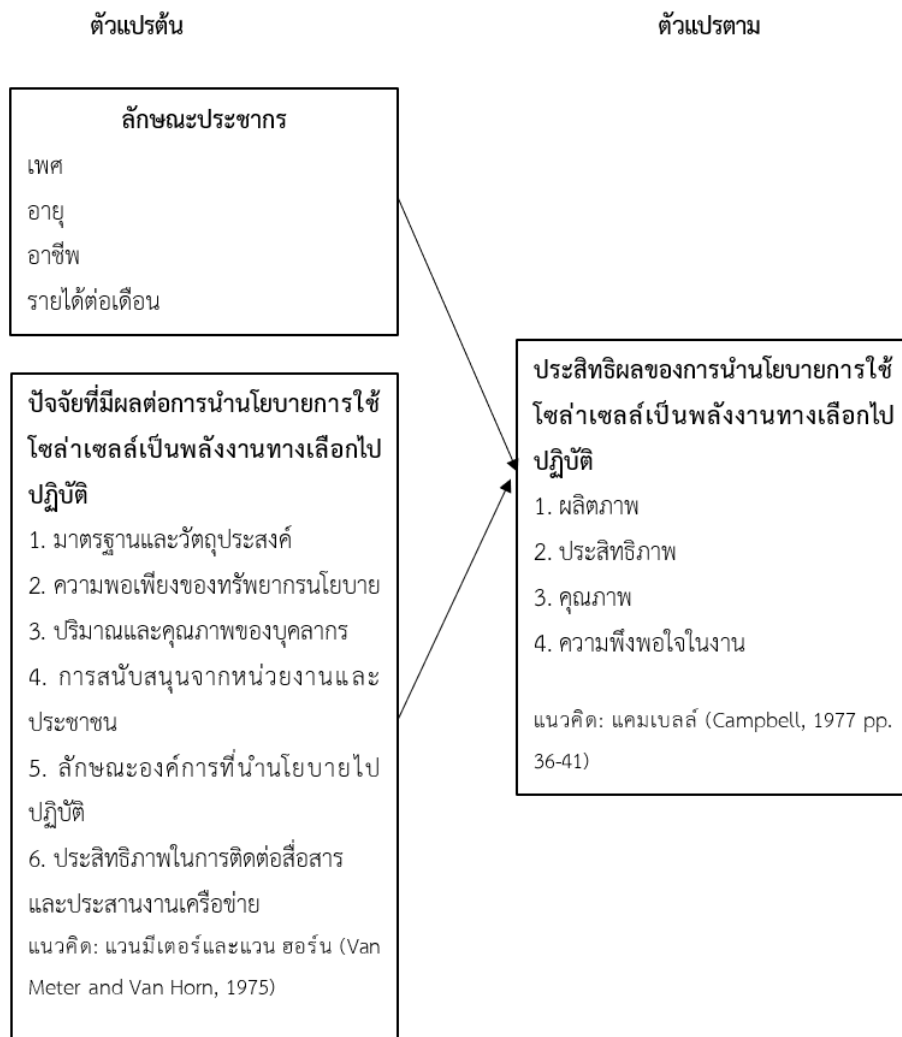 ตัวแปรต้น
ตัวแปรตาม
ลักษณะประชากร
เพศ
อายุ
อาชีพ
รายได้ต่อเดือน
ปัจจัยที่มีผลต่อการนำนโยบายการใช้
โซล่าเซลล์เป็นพลังงานทางเลือกไป
ปฏิบัติ
1. มาตรฐานและวัตถุประสงค์
2. ความพอเพียงของทรัพยากรนโยบาย
3. ปริมาณและคุณภาพของบุคลากร
4. การสนับสนุนจากหน่วยงานและ
ประชาชน
5. ลักษณะองค์การที่นำนโยบายไป
ปฏิบัติ
6. ประสิทธิภาพในการติดต่อสื่อสาร
และประสานงานเครือข่าย
แนวคิด: แวนมีเตอร์และแวน ฮอร์น (Van
Meter and Van Horn, 1975)
ประสิทธิผลของการนำนโยบายการใช้
โซล่าเซลล์เป็นพลังงานทางเลือกไป
ปฏิบัติ
1. ผลิตภาพ
2. ประสิทธิภาพ
3. คุณภาพ
4. ความพึงพอใจในงาน
แนวคิด: แคมเบลล์ (Campbell, 1977 pp.
36-41)